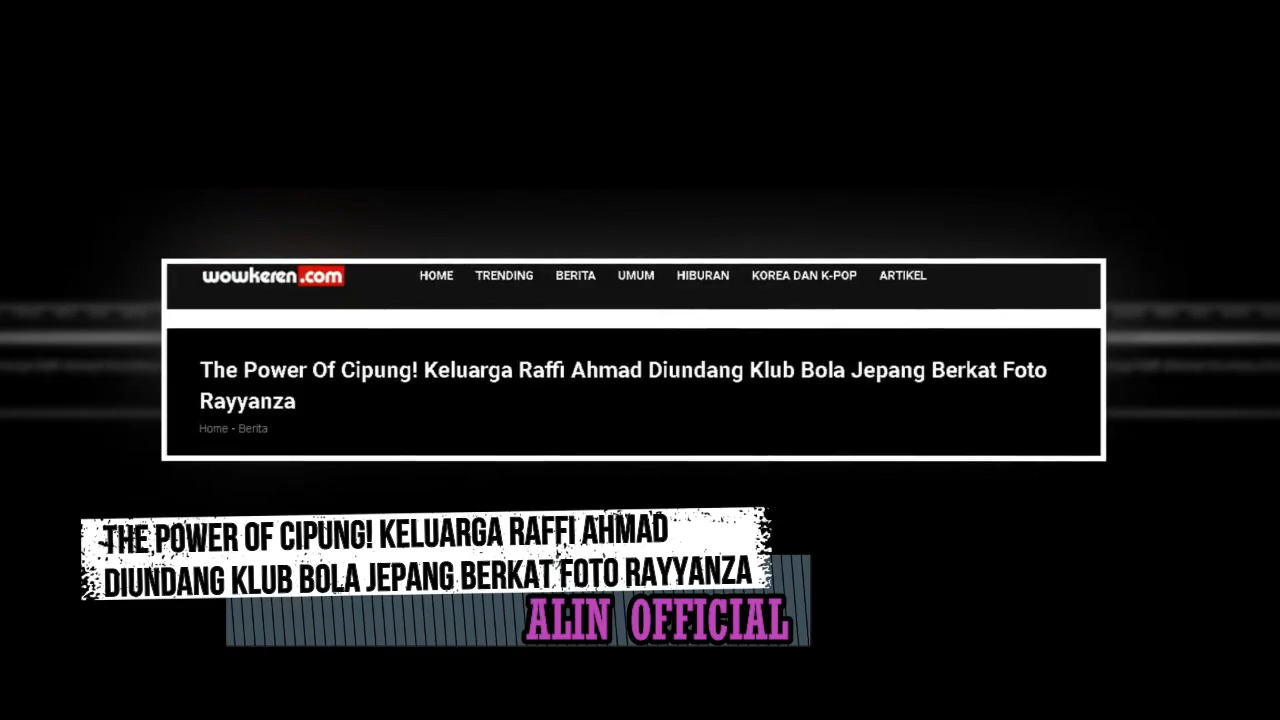 wowkeren.com HOME TRENDING BERITA UMUM HIBURAN KOREA DAN K-POP ARTIKEL
The Power Of Cipung! Keluarga Raffi Ahmad Diundang Klub Bola Jepang Berkat Foto
Rayyanza
Home - Berita
THE POWER OF CIPUNG! KELUARGA RAFFI AHMAD
DIUNDANG KLUB BOLA JEPANG BERKAT FOTO RAYYANZA
ALIN OFFICIAL